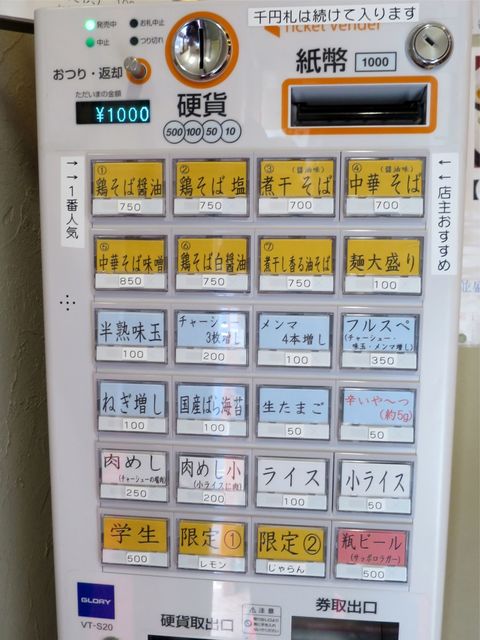 千円札は続けて入ります
Ticket Vender
発売中
お札中止
中止
つり切れ
おつり・返却
ただいまの金額
¥1000
硬貨
500 100 50 10
紙幣 1000
→→1番人気
←←店主おすすめ
① 鶏そば醤油 750
② 鶏そば 塩 750
③ (醤油味) 煮干 そば 700
④ (醤油味) 中華 そば 700
⑤ 中華そば味噌 850
⑥ 鶏そば白醤油 750
⑦ 煮干し香る油そば 750
麺大盛り 100
半熟味玉 100
チャーシュー 3枚増し 200
メンマ 4本増し 100
フルスペ (チャーシュー・味玉・メンマ増し) 350
ねぎ増し 100
国産ばら海苔 100
生たまご 50
辛いや~つ (約5g) 50
肉めし (チャーシューの端肉) 250
肉めし小 (小ライスに肉) 200
ライス 100
小ライス 50
学生 500
限定① レモン
限定② じゃらん
瓶ビール (サッポロラガー) 500
GLORY
VT-S20
硬貨取出口
注意
券取出口